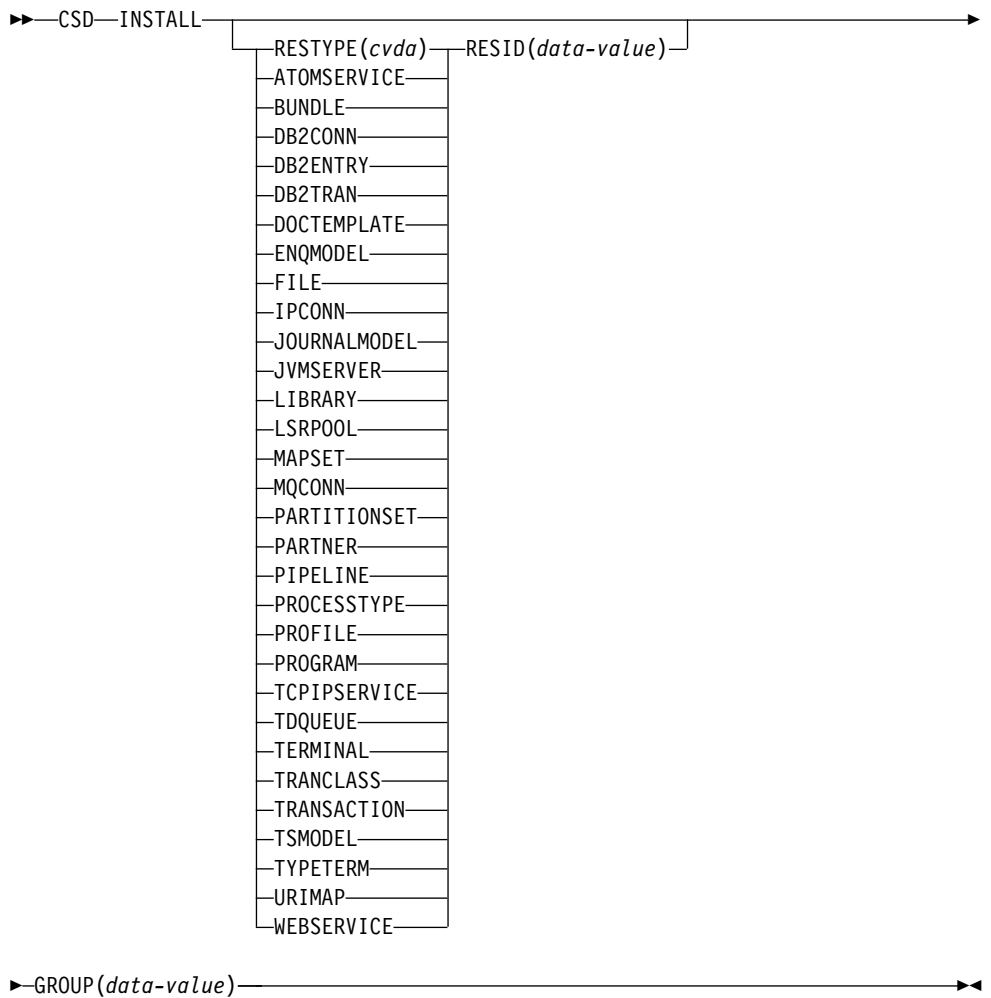 CSD INSTALL
RESTYPE(cvda) RESID(data-value)
ATOMSERVICE
BUNDLE
DB2CONN
DB2ENTRY
DB2TRAN
DOCTEMPLATE
ENQMODEL
FILE
IPCONN
JOURNALMODEL
JVMSERVER
LIBRARY
LSRPOOL
MAPSET
MQCONN
PARTITIONSET
PARTNER
PIPELINE
PROCESSTYPE
PROFILE
PROGRAM
TCPIPSERVICE
TDQUEUE
TERMINAL
TRANCLASS
TRANSACTION
TSMODEL
TYPETERM
URIMAP
WEBSERVICE
GROUP(data-value)